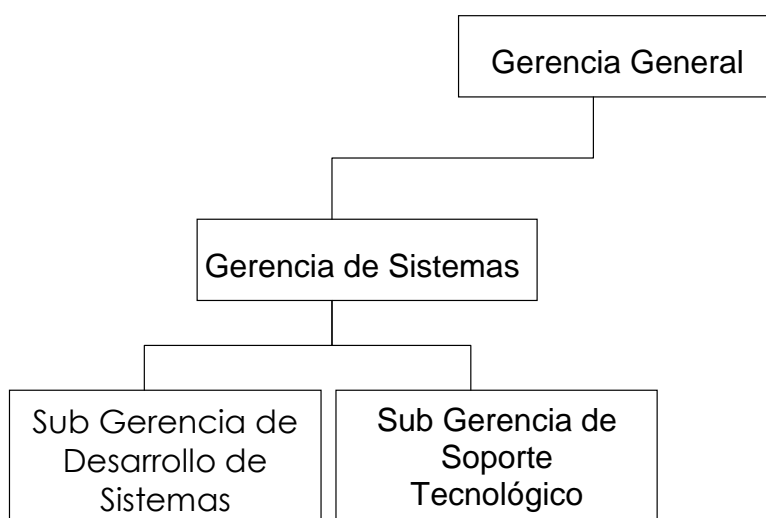 Gerencia General
Gerencia de Sistemas
Sub Gerencia de
Desarrollo de
Sistemas
Sub Gerencia de
Soporte
Tecnológico